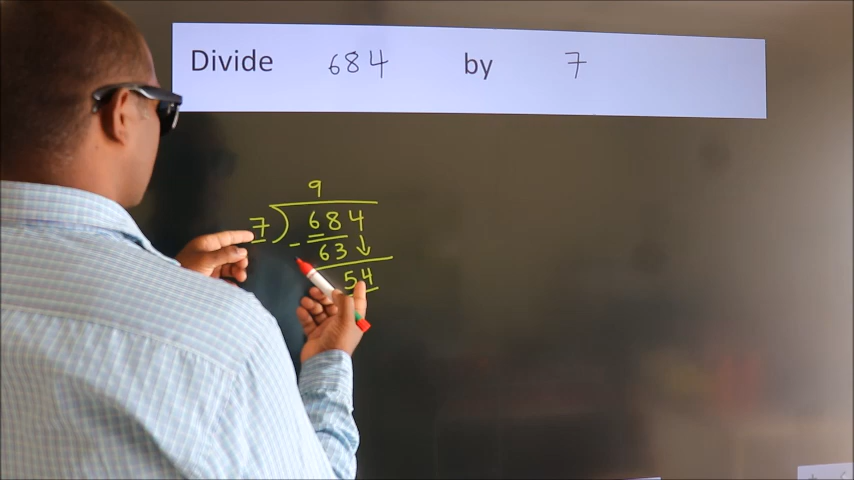 Divide 684 by 7
9
7 ) 684
- 63 ↓
54